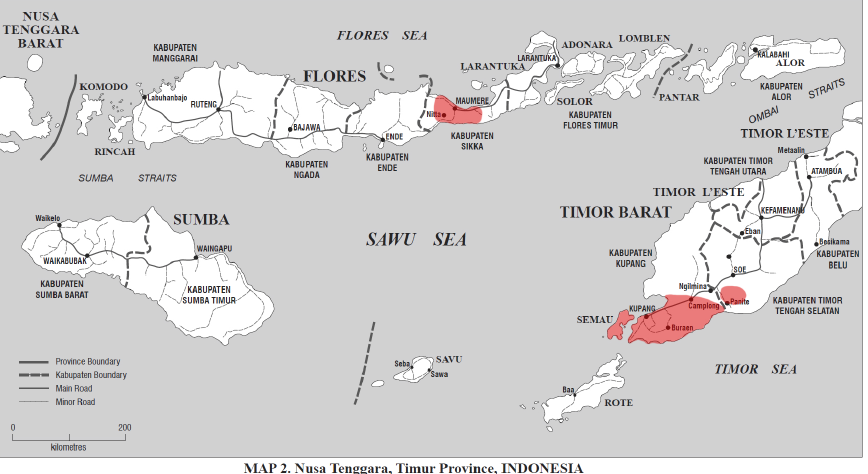 NUSA
TENGGARA
BARAT
FLORES SEA
KABUPATEN
MANGGARAI
FLORES
LARANTUKA
LARANTUKA
ADONARA
LOMBLEN
KALABAHI
ALOR
KOMODO
Labuhanbajo
RUTENG
RINCAH
BAJAWA
KABUPATEN
NGADA
ENDE
KABUPATEN
ENDE
MAUMERE
Nitta
KABUPATEN
SIKKA
SOLOR
KABUPATEN
FLORES TIMUR
PANTAR
KABUPATEN
ALOR
OMBAI STRAITS
TIMOR L'ESTE
SUMBA STRAITS
Metaalin
KABUPATEN TIMOR
TENGAH UTARA
ATAMBUA
TIMOR L'ESTE
TIMOR BARAT
KEFAMENANU
Eban
Besikama
KABUPATEN
BELU
KABUPATEN
KUPANG
SOE
Ngilmina
Camplong
Panite
KABUPATEN TIMOR
TENGAH SELATAN
KUPANG
SEMAU
Buraen
Waikelo
SUMBA
WAIKABUBAK
WAINGAPU
KABUPATEN
SUMBA BARAT
KABUPATEN
SUMBA TIMUR
SAWU SEA
SAVU
Seba
Sawa
TIMOR SEA
Baa
ROTE
Province Boundary
Kabupaten Boundary
Main Road
Minor Road
0 200
kilometres
MAP 2. Nusa Tenggara, Timur Province, INDONESIA